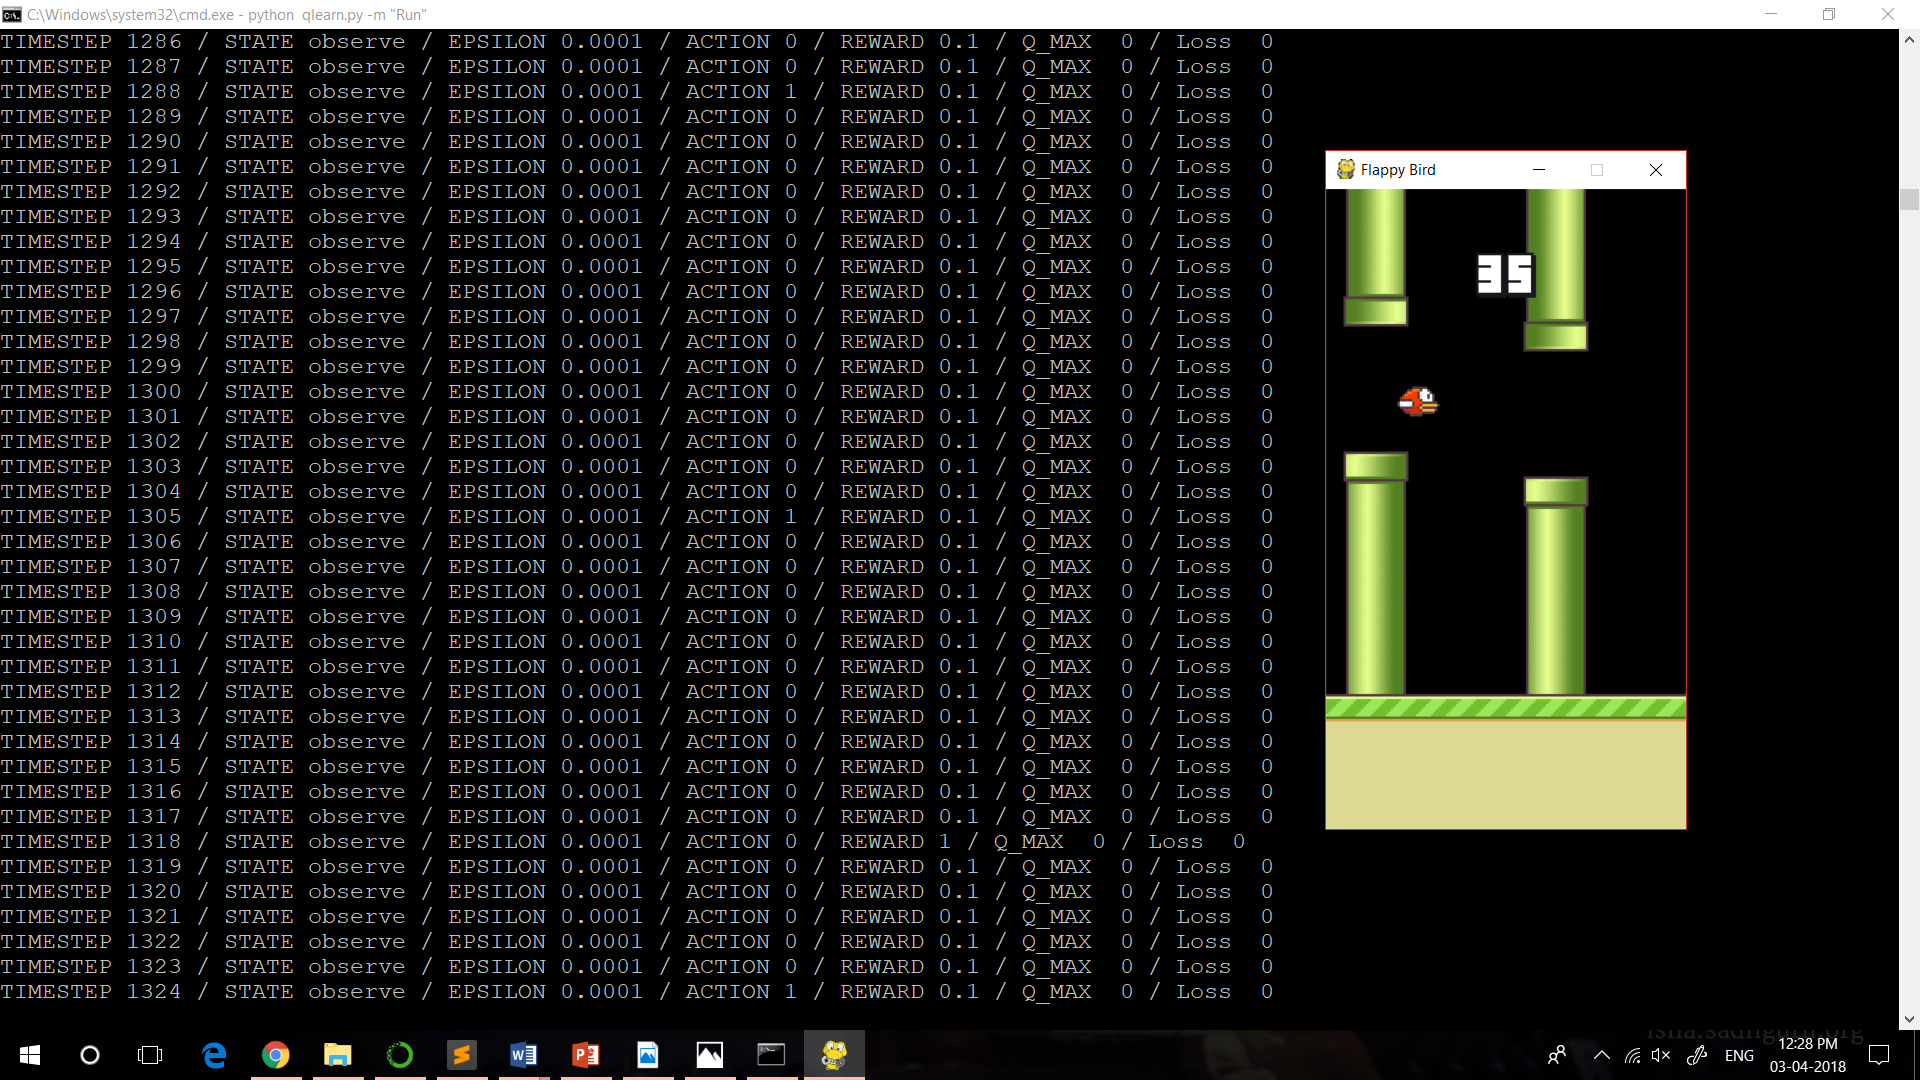 C:\Windows\system32\cmd.exe - python  qlearn.py -m "Run"
TIMESTEP 1286 / STATE observe / EPSILON 0.0001 / ACTION 0 / REWARD 0.1 / Q_MAX  0 / Loss  0
TIMESTEP 1287 / STATE observe / EPSILON 0.0001 / ACTION 0 / REWARD 0.1 / Q_MAX  0 / Loss  0
TIMESTEP 1288 / STATE observe / EPSILON 0.0001 / ACTION 1 / REWARD 0.1 / Q_MAX  0 / Loss  0
TIMESTEP 1289 / STATE observe / EPSILON 0.0001 / ACTION 0 / REWARD 0.1 / Q_MAX  0 / Loss  0
TIMESTEP 1290 / STATE observe / EPSILON 0.0001 / ACTION 0 / REWARD 0.1 / Q_MAX  0 / Loss  0
TIMESTEP 1291 / STATE observe / EPSILON 0.0001 / ACTION 0 / REWARD 0.1 / Q_MAX  0 / Loss  0
TIMESTEP 1292 / STATE observe / EPSILON 0.0001 / ACTION 0 / REWARD 0.1 / Q_MAX  0 / Loss  0
TIMESTEP 1293 / STATE observe / EPSILON 0.0001 / ACTION 0 / REWARD 0.1 / Q_MAX  0 / Loss  0
TIMESTEP 1294 / STATE observe / EPSILON 0.0001 / ACTION 0 / REWARD 0.1 / Q_MAX  0 / Loss  0
TIMESTEP 1295 / STATE observe / EPSILON 0.0001 / ACTION 0 / REWARD 0.1 / Q_MAX  0 / Loss  0
TIMESTEP 1296 / STATE observe / EPSILON 0.0001 / ACTION 0 / REWARD 0.1 / Q_MAX  0 / Loss  0
TIMESTEP 1297 / STATE observe / EPSILON 0.0001 / ACTION 0 / REWARD 0.1 / Q_MAX  0 / Loss  0
TIMESTEP 1298 / STATE observe / EPSILON 0.0001 / ACTION 0 / REWARD 0.1 / Q_MAX  0 / Loss  0
TIMESTEP 1299 / STATE observe / EPSILON 0.0001 / ACTION 0 / REWARD 0.1 / Q_MAX  0 / Loss  0
TIMESTEP 1300 / STATE observe / EPSILON 0.0001 / ACTION 0 / REWARD 0.1 / Q_MAX  0 / Loss  0
TIMESTEP 1301 / STATE observe / EPSILON 0.0001 / ACTION 0 / REWARD 0.1 / Q_MAX  0 / Loss  0
TIMESTEP 1302 / STATE observe / EPSILON 0.0001 / ACTION 0 / REWARD 0.1 / Q_MAX  0 / Loss  0
TIMESTEP 1303 / STATE observe / EPSILON 0.0001 / ACTION 0 / REWARD 0.1 / Q_MAX  0 / Loss  0
TIMESTEP 1304 / STATE observe / EPSILON 0.0001 / ACTION 0 / REWARD 0.1 / Q_MAX  0 / Loss  0
TIMESTEP 1305 / STATE observe / EPSILON 0.0001 / ACTION 1 / REWARD 0.1 / Q_MAX  0 / Loss  0
TIMESTEP 1306 / STATE observe / EPSILON 0.0001 / ACTION 0 / REWARD 0.1 / Q_MAX  0 / Loss  0
TIMESTEP 1307 / STATE observe / EPSILON 0.0001 / ACTION 0 / REWARD 0.1 / Q_MAX  0 / Loss  0
TIMESTEP 1308 / STATE observe / EPSILON 0.0001 / ACTION 0 / REWARD 0.1 / Q_MAX  0 / Loss  0
TIMESTEP 1309 / STATE observe / EPSILON 0.0001 / ACTION 0 / REWARD 0.1 / Q_MAX  0 / Loss  0
TIMESTEP 1310 / STATE observe / EPSILON 0.0001 / ACTION 0 / REWARD 0.1 / Q_MAX  0 / Loss  0
TIMESTEP 1311 / STATE observe / EPSILON 0.0001 / ACTION 0 / REWARD 0.1 / Q_MAX  0 / Loss  0
TIMESTEP 1312 / STATE observe / EPSILON 0.0001 / ACTION 0 / REWARD 0.1 / Q_MAX  0 / Loss  0
TIMESTEP 1313 / STATE observe / EPSILON 0.0001 / ACTION 0 / REWARD 0.1 / Q_MAX  0 / Loss  0
TIMESTEP 1314 / STATE observe / EPSILON 0.0001 / ACTION 0 / REWARD 0.1 / Q_MAX  0 / Loss  0
TIMESTEP 1315 / STATE observe / EPSILON 0.0001 / ACTION 0 / REWARD 0.1 / Q_MAX  0 / Loss  0
TIMESTEP 1316 / STATE observe / EPSILON 0.0001 / ACTION 0 / REWARD 0.1 / Q_MAX  0 / Loss  0
TIMESTEP 1317 / STATE observe / EPSILON 0.0001 / ACTION 0 / REWARD 0.1 / Q_MAX  0 / Loss  0
TIMESTEP 1318 / STATE observe / EPSILON 0.0001 / ACTION 0 / REWARD 1 / Q_MAX  0 / Loss  0
TIMESTEP 1319 / STATE observe / EPSILON 0.0001 / ACTION 0 / REWARD 0.1 / Q_MAX  0 / Loss  0
TIMESTEP 1320 / STATE observe / EPSILON 0.0001 / ACTION 0 / REWARD 0.1 / Q_MAX  0 / Loss  0
TIMESTEP 1321 / STATE observe / EPSILON 0.0001 / ACTION 0 / REWARD 0.1 / Q_MAX  0 / Loss  0
TIMESTEP 1322 / STATE observe / EPSILON 0.0001 / ACTION 0 / REWARD 0.1 / Q_MAX  0 / Loss  0
TIMESTEP 1323 / STATE observe / EPSILON 0.0001 / ACTION 0 / REWARD 0.1 / Q_MAX  0 / Loss  0
TIMESTEP 1324 / STATE observe / EPSILON 0.0001 / ACTION 1 / REWARD 0.1 / Q_MAX  0 / Loss  0
Flappy Bird
35
isha.sadhguru.org
ENG
12:28 PM
03-04-2018